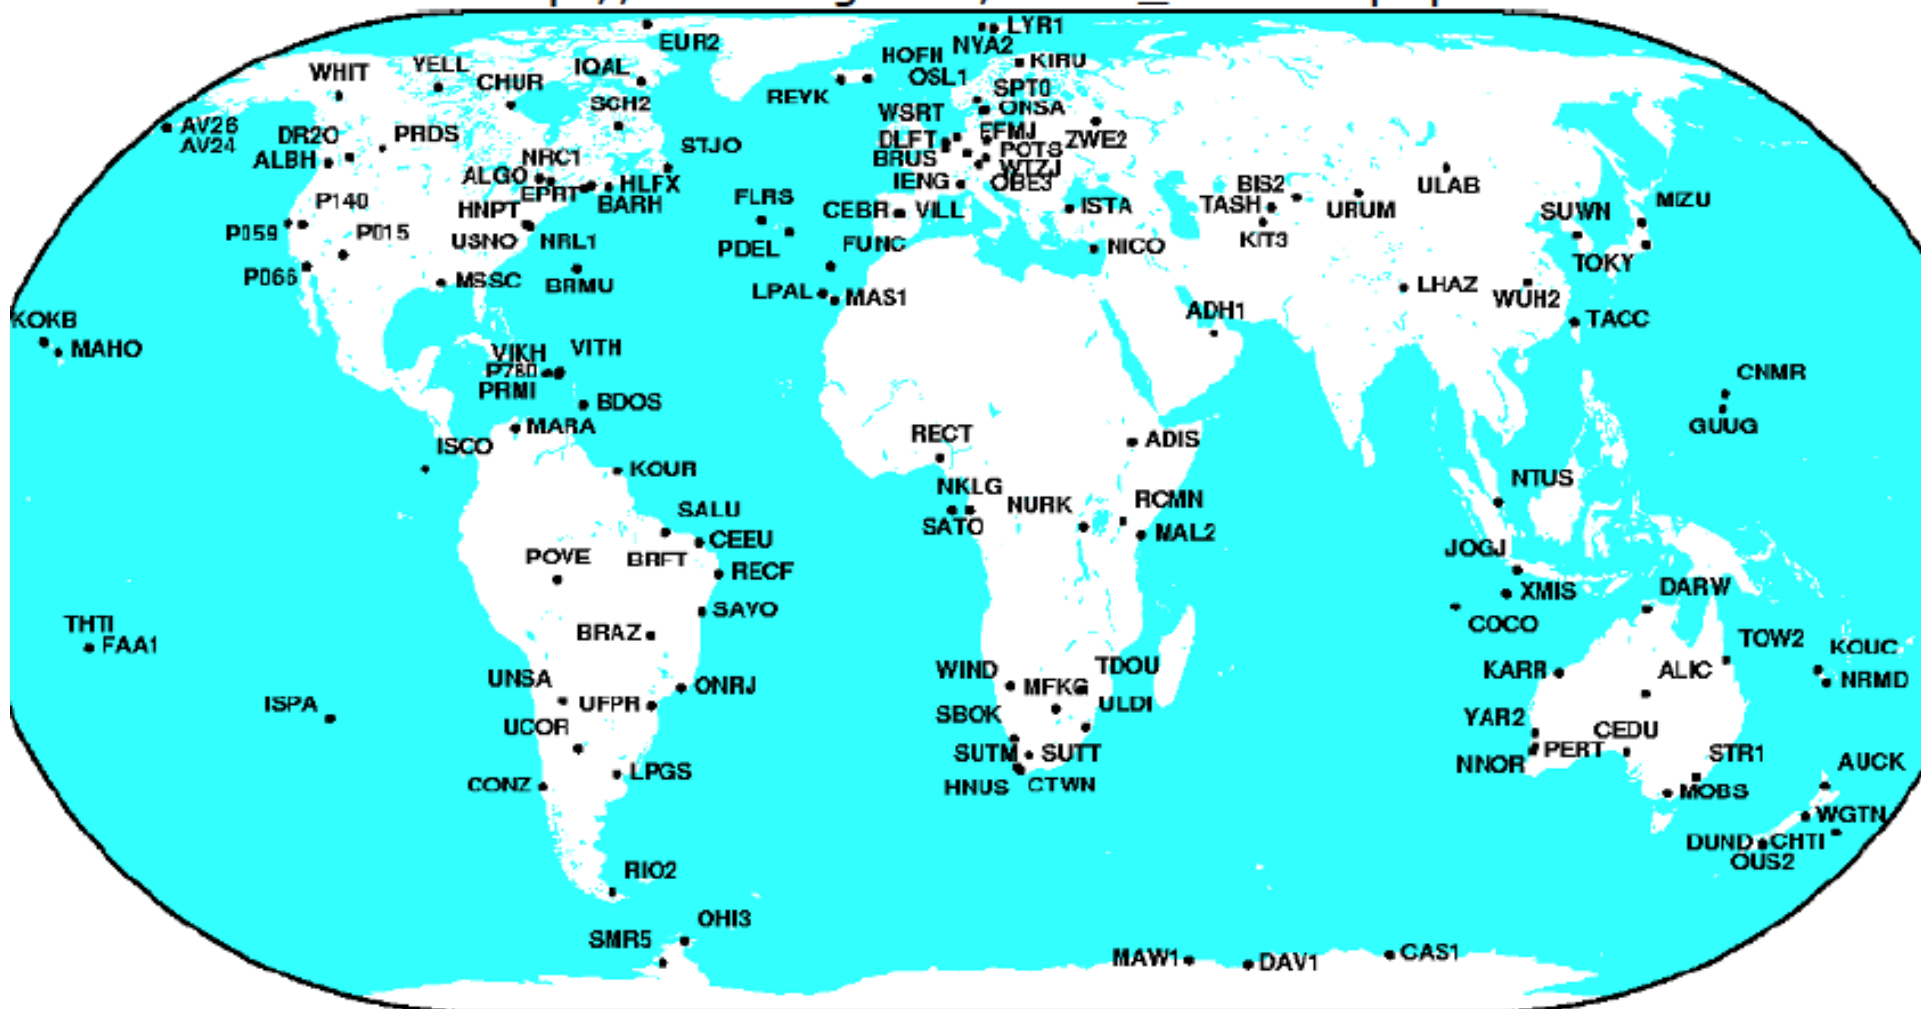 EUR2
LYR1
NYA2
HOFN
OSL1
KIRU
WHIT
YELL
CHUR
IQAL
REYK
SPT0
SCH2
ONSA
WSRT
AV26
AV24
DR2O
PRDS
STJO
DLFT
ZWE2
POTS
BRUS
ALBH
NRC1
ALGO
EPRT
HLFX
BARH
IENG
WTZJ
OBE3
ULAB
BIS2
TASH
URUM
KIT3
FLRS
CEBR
VILL
ISTA
MIZU
SUWN
P140
HNPT
P059
P015
USNO
NRL1
PDEL
FUNC
NICO
TOKY
P066
MSSC
BRMU
LPAL
MAS1
LHAZ
WUH2
ADH1
TACC
KOKB
MAHO
VIKH
VITH
P780
PRMI
BDOS
CNMR
GUUG
MARA
ISCO
RECT
ADIS
KOUR
NKLG
NURK
RCMN
NTUS
SALU
SATO
MAL2
CEEU
JOGJ
POVE
BRFT
RECF
XMIS
DARW
SAVO
COCO
THTI
FAA1
BRAZ
TOW2
KOUC
UNSA
ONRJ
WIND
TDOU
MFKG
KARR
ALIC
NRMD
ISPA
UFPR
SBOK
ULDI
YAR2
UCOR
CEDU
SUTM
SUTT
NNOR
PERT
STR1
AUCK
CONZ
LPGS
HNUS
CTWN
MOBS
WGTN
DUND
CHTI
OUS2
RIO2
OHI3
SMR5
MAW1
DAV1
CAS1